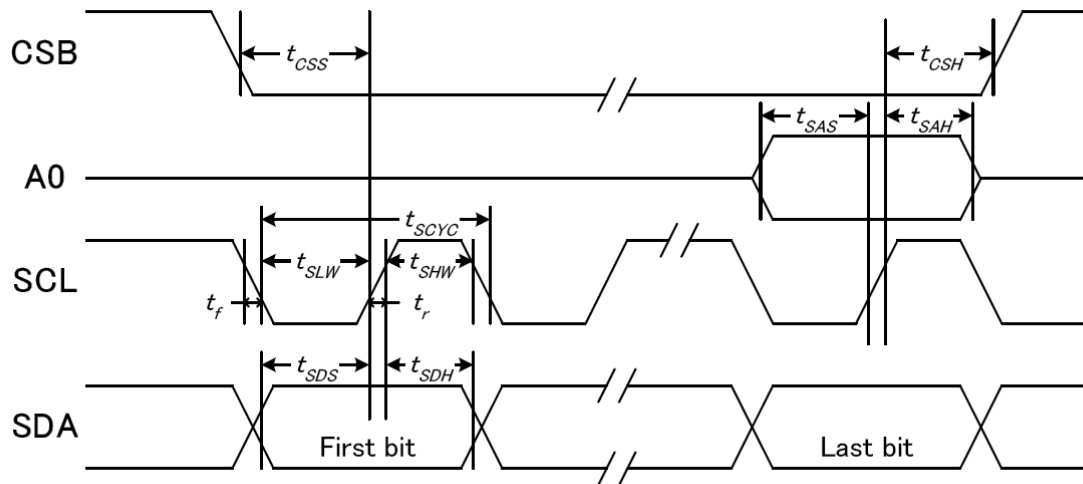 CSB
tCSS
tCSH
tSAS
tSAH
A0
tSCYC
SCL
tSLW
tSHW
tf
tr
tSDS
tSDH
SDA
First bit
Last bit